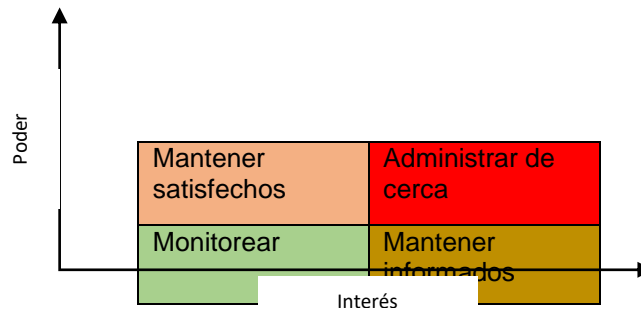 Poder
Mantener
satisfechos
Administrar de
cerca
Monitorear
Mantener
informados
Interés